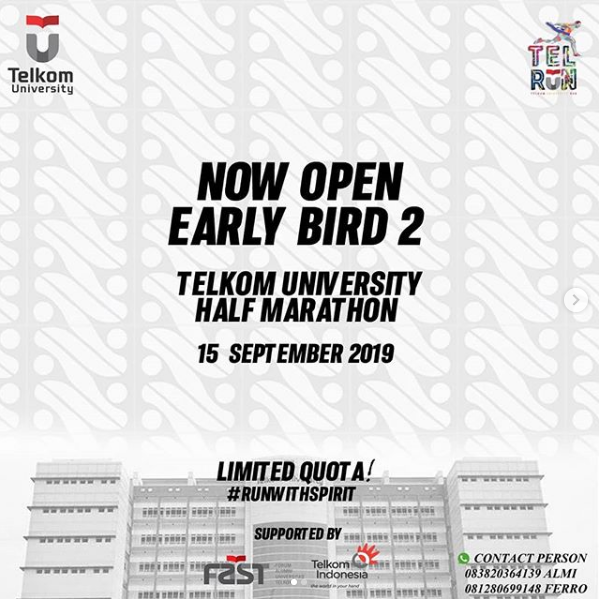 Telkom
University
TEL
RUN
NOW OPEN
EARLY BIRD 2
TELKOM UNIVERSITY
HALF MARATHON
15 SEPTEMBER 2019
LIMITED QUOTA!
#RUNWITHSPIRIT
SUPPORTED BY
FAST
Telkom
Indonesia
the world in your hand
CONTACT PERSON
083820364139 ALMI
081280699148 FERRO